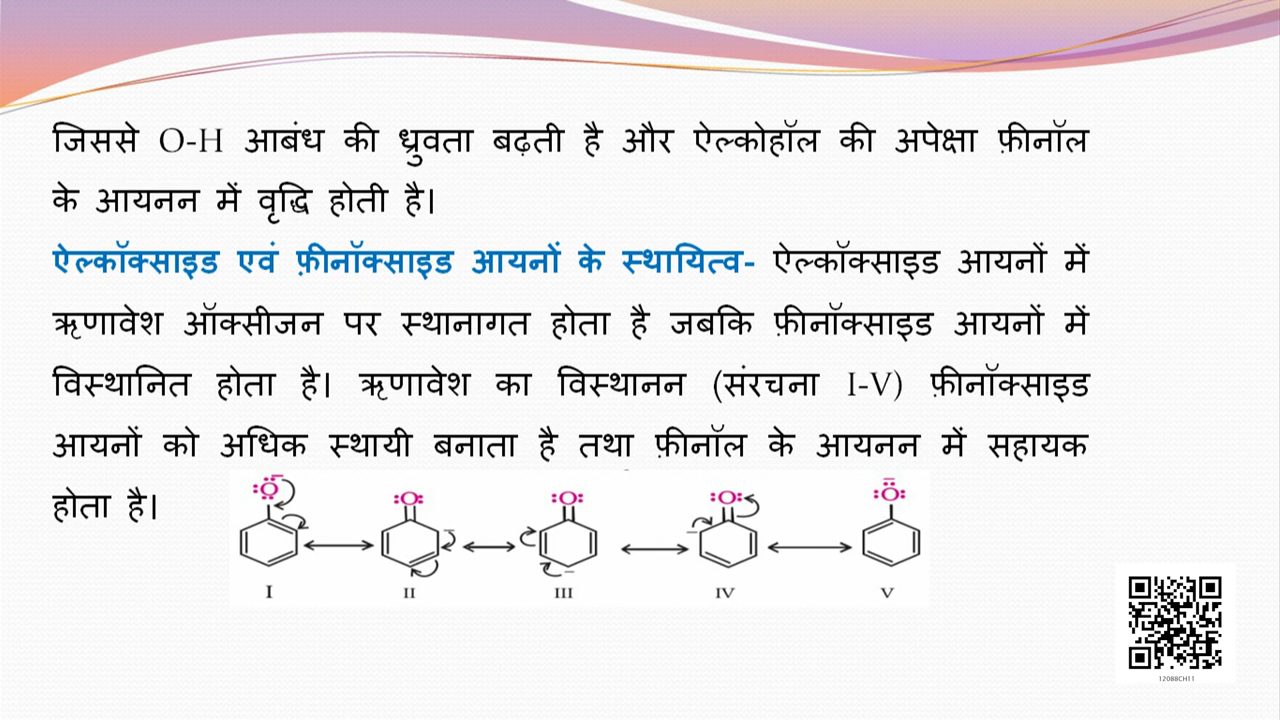 जिससे O-H आबंध की ध्रुवता बढ़ती है और ऐल्कोहॉल की अपेक्षा फ़ीनॉल
के आयनन में वृद्धि होती है।
ऐल्कॉक्साइड एवं फ़ीनॉक्साइड आयनों के स्थायित्व- ऐल्कॉक्साइड आयनों में
ऋणावेश ऑक्सीजन पर स्थानागत होता है जबकि फ़ीनॉक्साइड आयनों में
विस्थानित होता है। ऋणावेश का विस्थानन (संरचना I-V) फ़ीनॉक्साइड
आयनों को अधिक स्थायी बनाता है तथा फ़ीनॉल के आयनन में सहायक
होता है।
:Ö: :O: :O: :O: :Ö:
I II III IV V
12088CH11